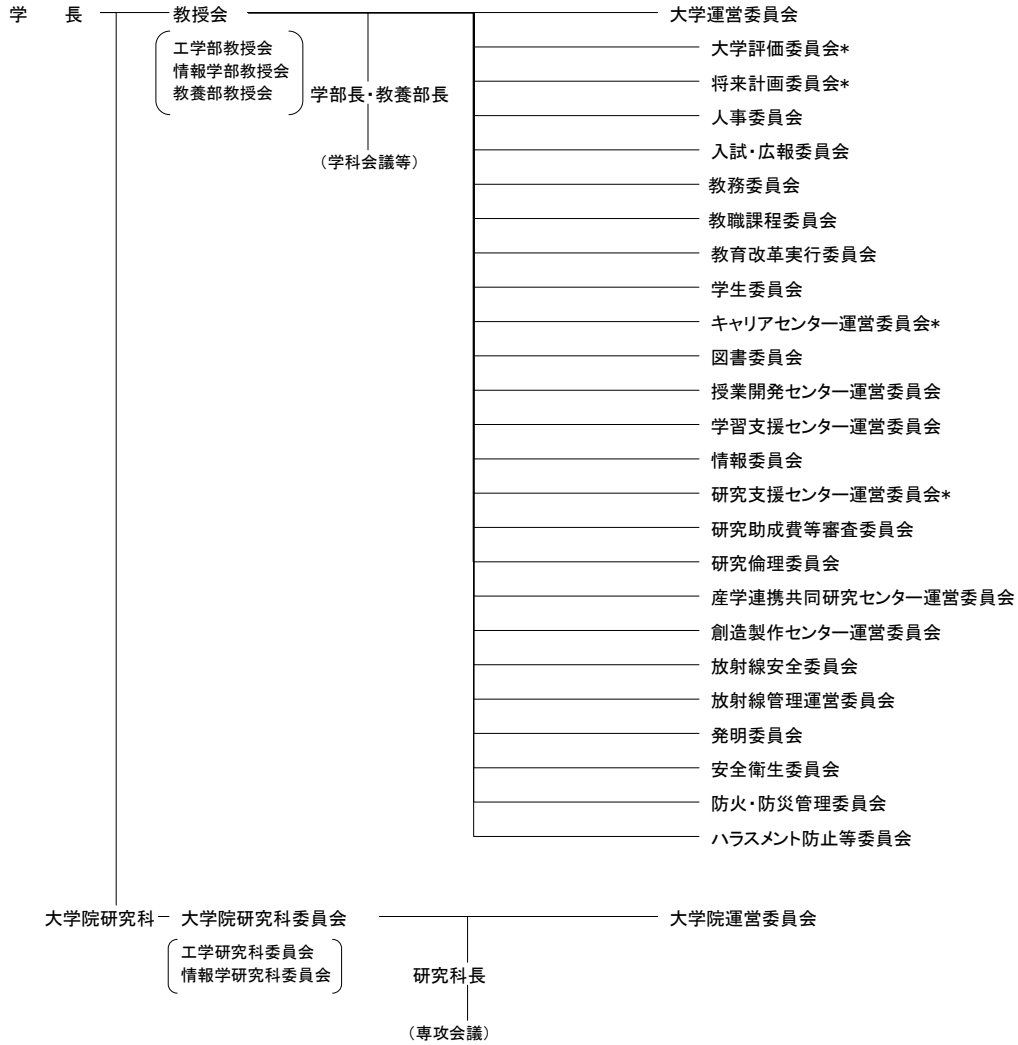 学　長　教授会　大学運営委員会
工学部教授会
情報学部教授会
教養部教授会
学部長・教養部長
（学科会議等）
大学評価委員会*
将来計画委員会*
人事委員会
入試・広報委員会
教務委員会
教職課程委員会
教育改革実行委員会
学生委員会
キャリアセンター運営委員会*
図書委員会
授業開発センター運営委員会
学習支援センター運営委員会
情報委員会
研究支援センター運営委員会*
研究助成費等審査委員会
研究倫理委員会
産学連携共同研究センター運営委員会
創造製作センター運営委員会
放射線安全委員会
放射線管理運営委員会
発明委員会
安全衛生委員会
防火・防災管理委員会
ハラスメント防止等委員会
大学院研究科　大学院研究科委員会　大学院運営委員会
工学研究科委員会
情報学研究科委員会
研究科長
（専攻会議）